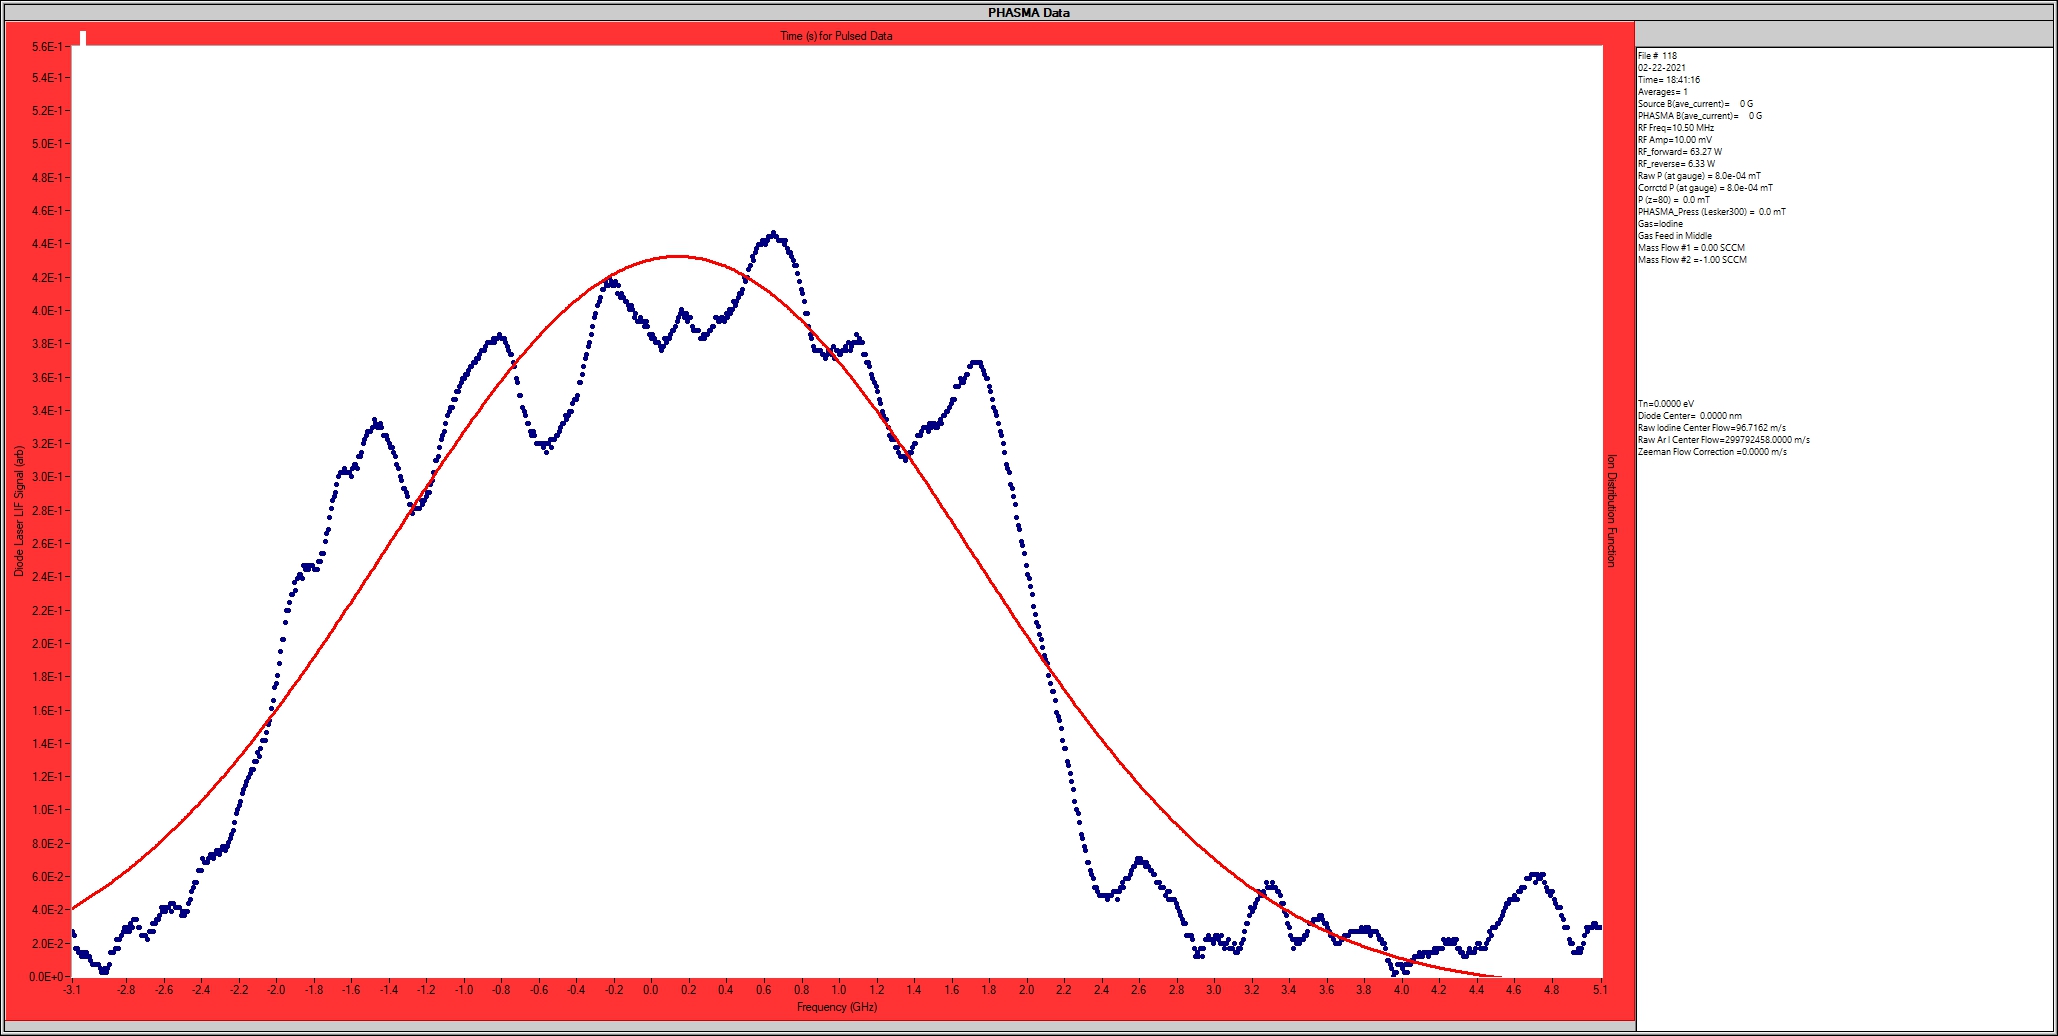 PHASMA Data
Time (s) for Pulsed Data
5.6E-1
5.4E-1
5.2E-1
5.0E-1
4.8E-1
4.6E-1
4.4E-1
4.2E-1
4.0E-1
3.8E-1
3.6E-1
3.4E-1
3.2E-1
3.0E-1
2.8E-1
2.6E-1
2.4E-1
2.2E-1
2.0E-1
1.8E-1
1.6E-1
1.4E-1
1.2E-1
1.0E-1
8.0E-2
6.0E-2
4.0E-2
2.0E-2
0.0E+0
Diode Laser LIF Signal (arb)
-3.1 -2.8 -2.6 -2.4 -2.2 -2.0 -1.8 -1.6 -1.4 -1.2 -1.0 -0.8 -0.6 -0.4 -0.2 0.0 0.2 0.4 0.6 0.8 1.0 1.2 1.4 1.6 1.8 2.0 2.2 2.4 2.6 2.8 3.0 3.2 3.4 3.6 3.8 4.0 4.2 4.4 4.6 4.8 5.1
Frequency (GHz)
Ion Distribution Function
File # 118
02-22-2021
Time= 18:41:16
Averages= 1
Source B(ave_current)= 0 G
PHASMA B(ave_current)= 0 G
RF Freq=10.50 MHz
RF Amp=10.00 mV
RF_forward= 63.27 W
RF_reverse= 6.33 W
Raw P (at gauge) = 8.0e-04 mT
Corrctd P (at gauge) = 8.0e-04 mT
P (z=80) = 0.0 mT
PHASMA_Press (Lesker300) = 0.0 mT
Gas=Iodine
Gas Feed in Middle
Mass Flow #1 = 0.00 SCCM
Mass Flow #2 =-1.00 SCCM
Tn=0.0000 eV
Diode Center= 0.0000 nm
Raw Iodine Center Flow=96.7162 m/s
Raw Ar I Center Flow=299792458.0000 m/s
Zeeman Flow Correction =0.0000 m/s